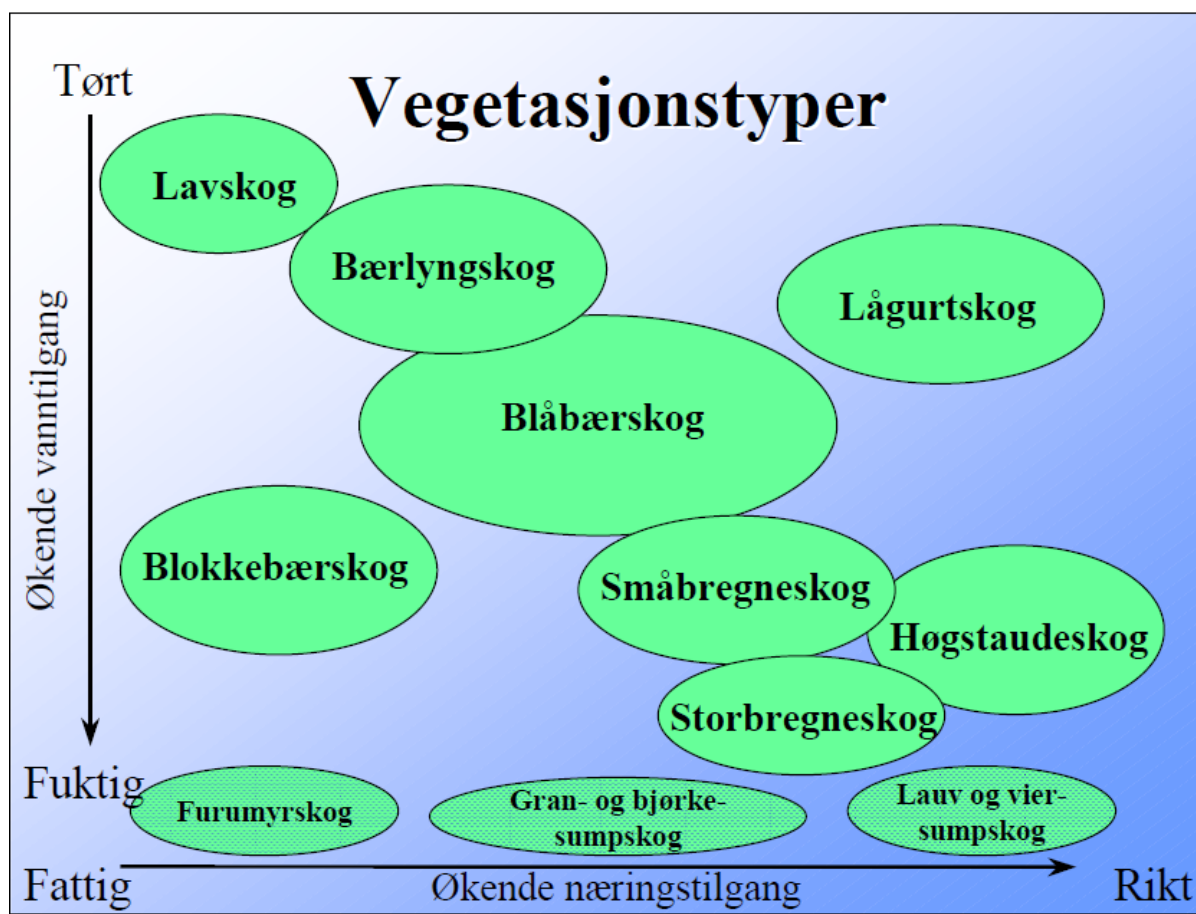 Tørt
Vegetasjonstyper
Lavskog
Bærlyngskog
Lågurtskog
Økende vanntilgang
Blåbærskog
Blokkebærskog
Småbregneskog
Høgstaudeskog
Storbregneskog
Fuktig
Furumyrskog
Gran- og bjørke-
sumpskog
Lauv og vier-
sumpskog
Fattig
Økende næringstilgang
Rikt